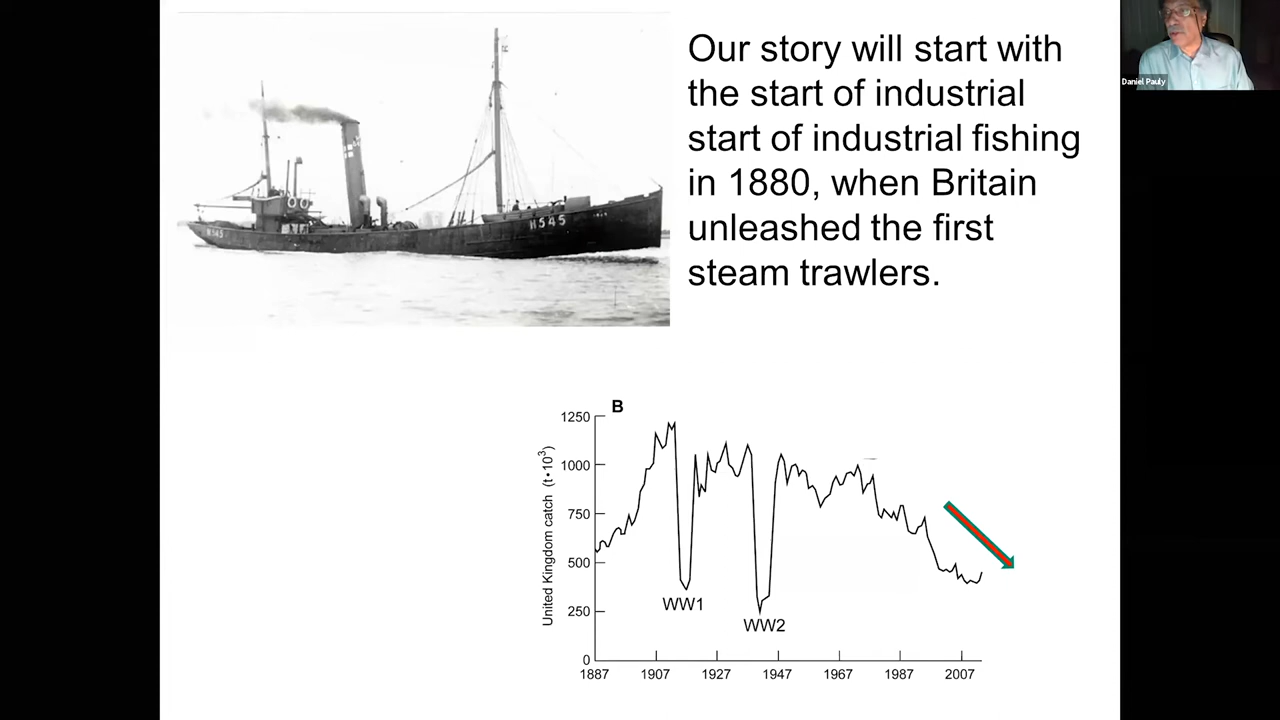 Our story will start with
the start of industrial
start of industrial fishing
in 1880, when Britain
unleashed the first
steam trawlers.
Daniel Pauly
H545
H545
B
United Kingdom catch (t•10³)
1250
1000
750
500
250
0
WW1
WW2
1887
1907
1927
1947
1967
1987
2007